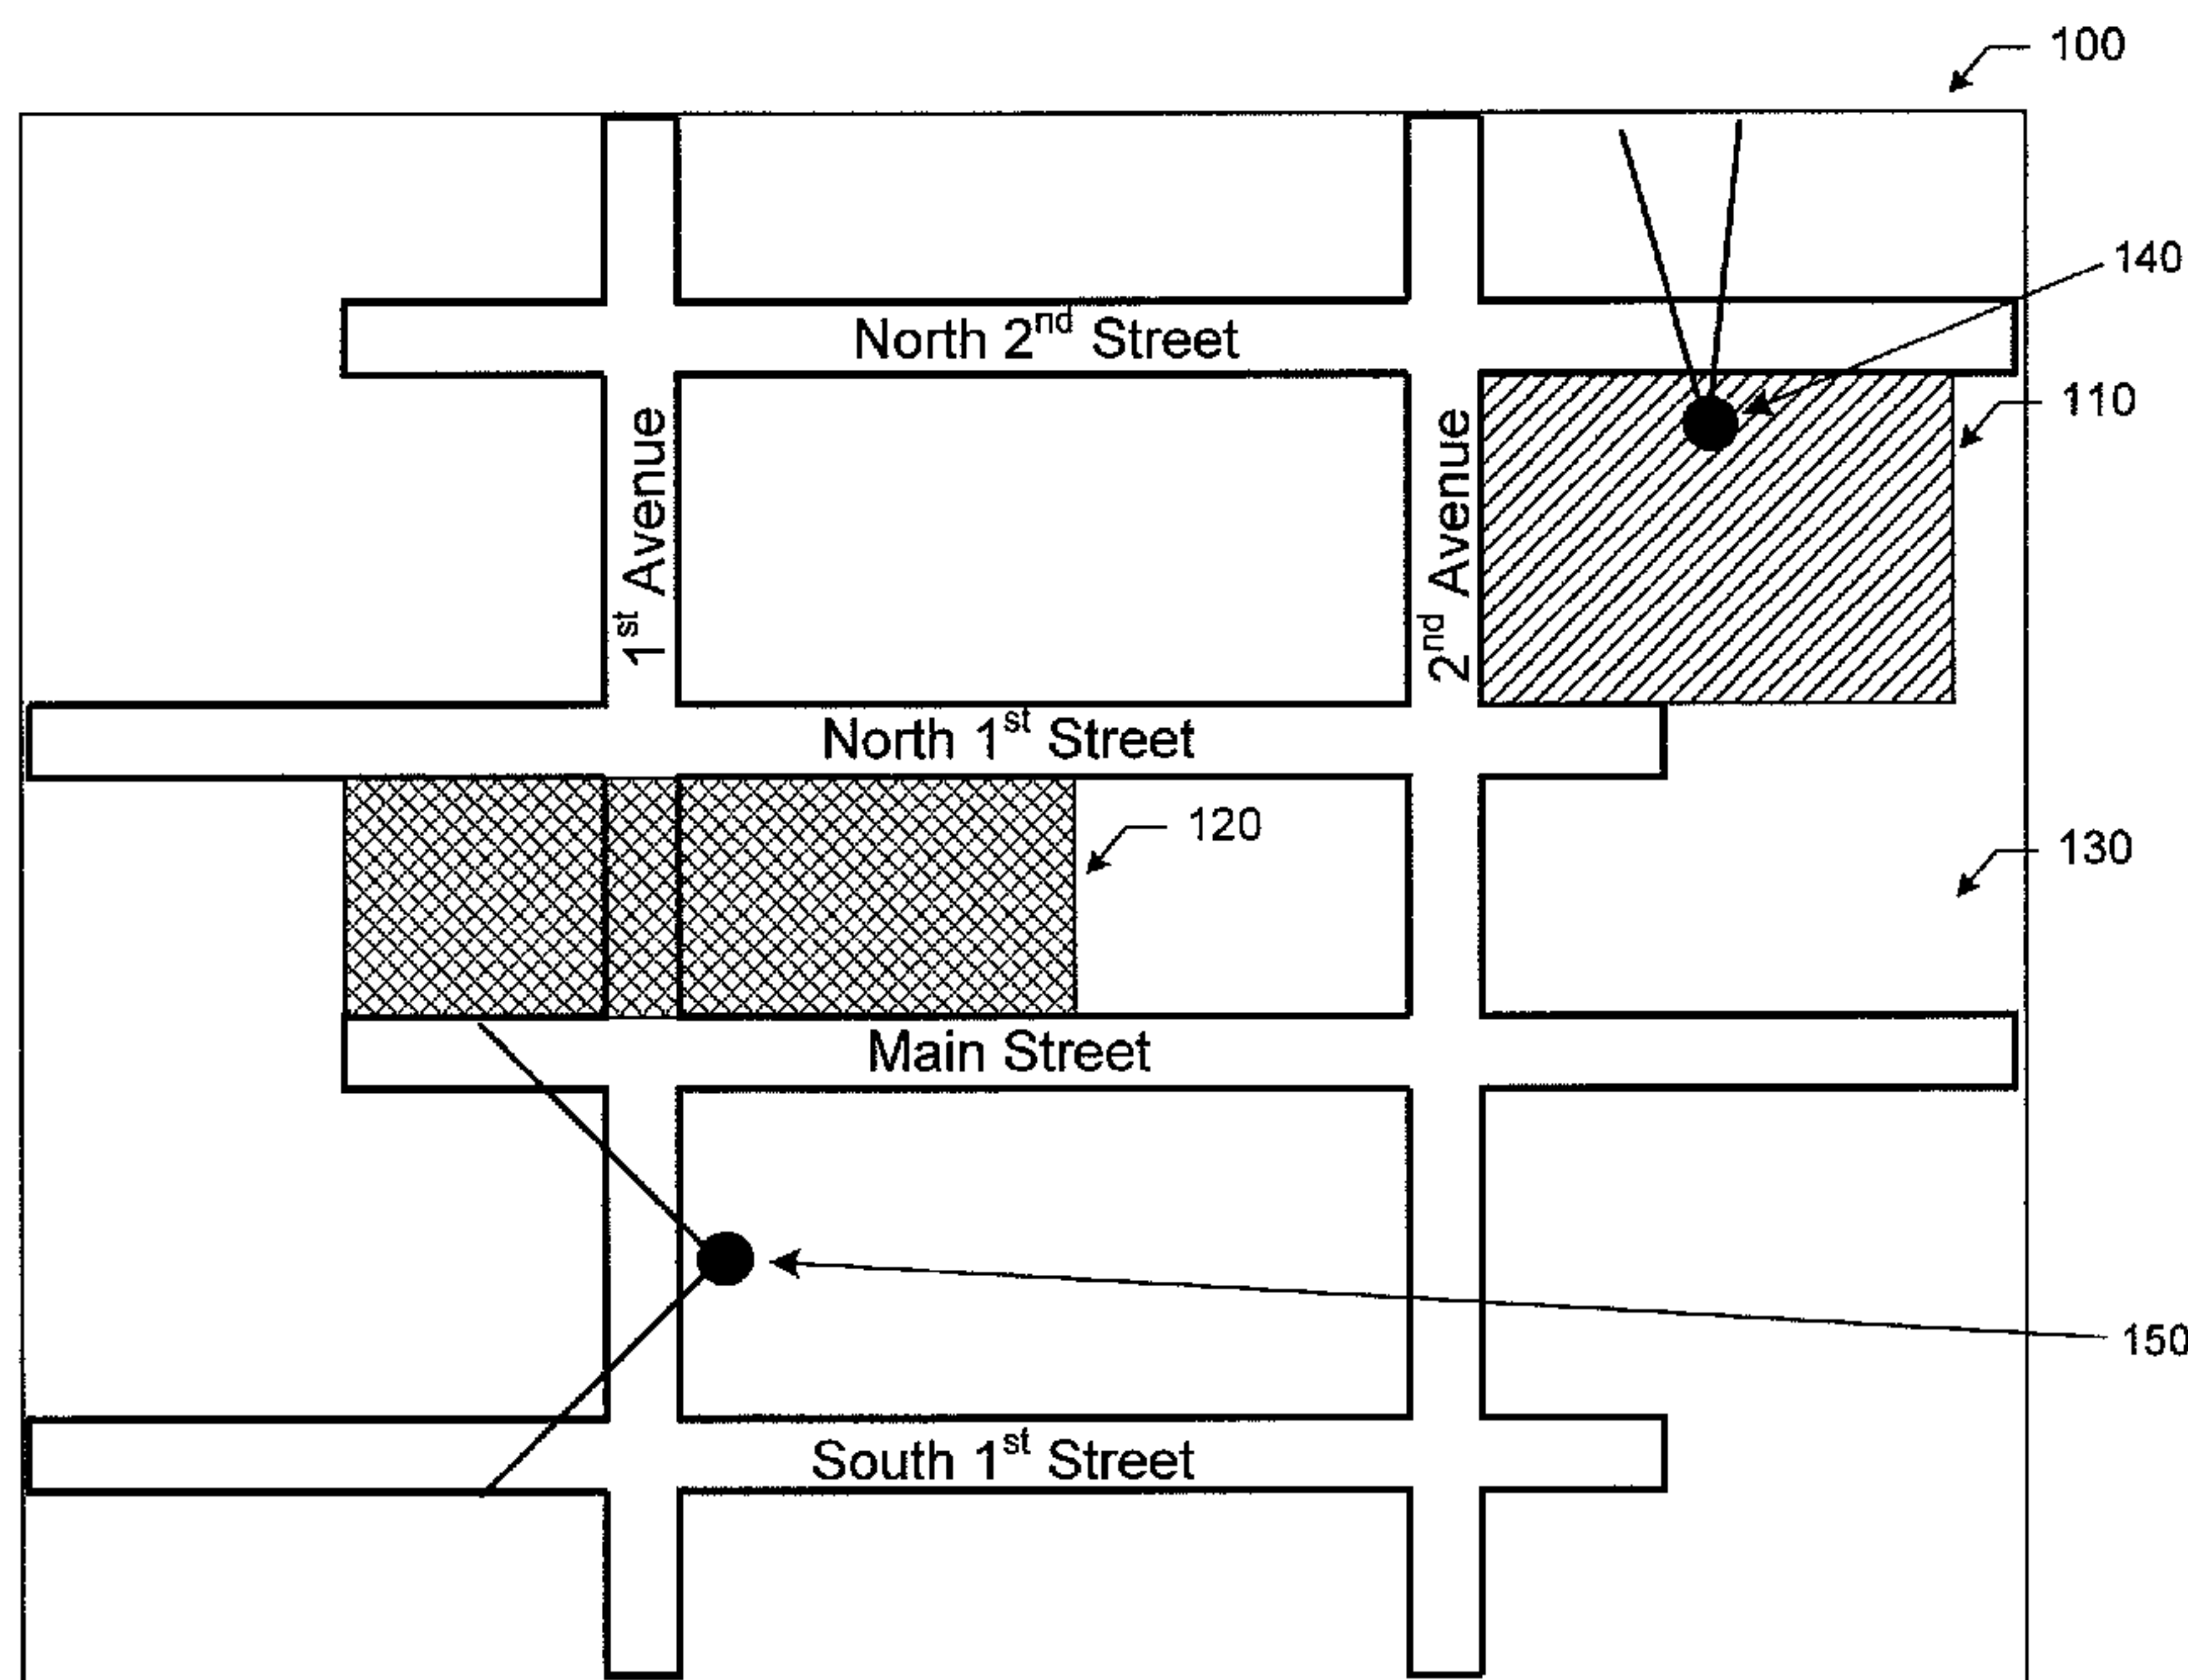 100
140
North 2nd Street
110
1st Avenue
2nd Avenue
North 1st Street
120
130
Main Street
150
South 1st Street